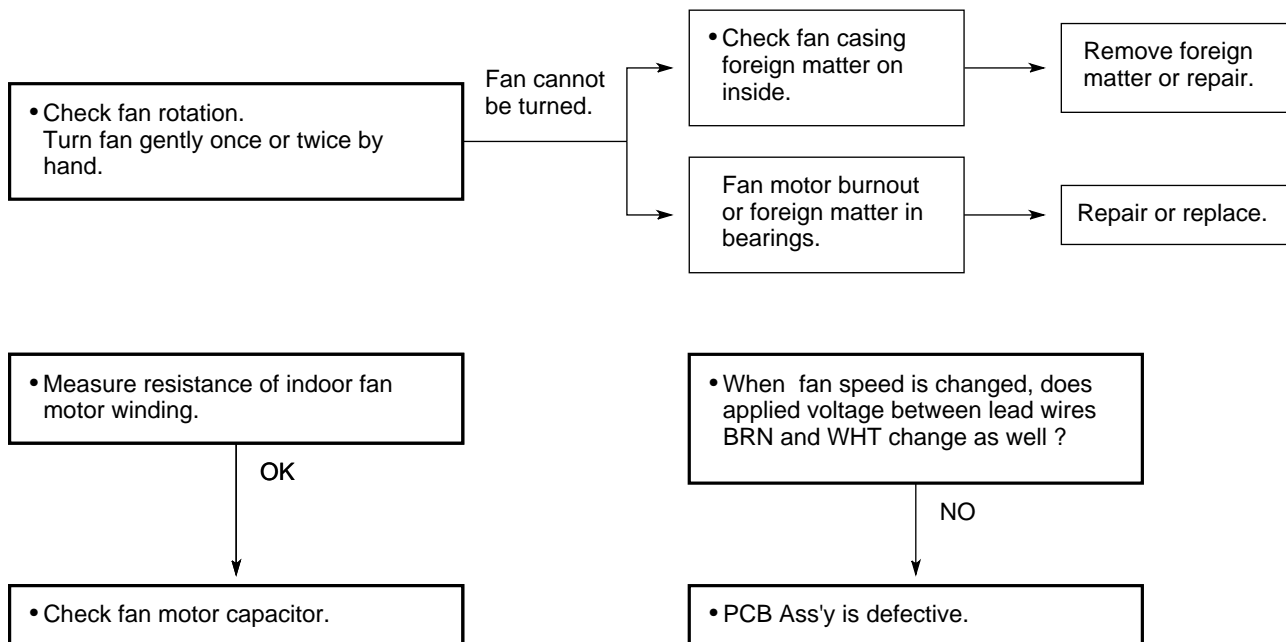 • Check fan rotation.
Turn fan gently once or twice by
hand.
Fan cannot
be turned.
• Check fan casing
foreign matter on
inside.
Remove foreign
matter or repair.
Fan motor burnout
or foreign matter in
bearings.
Repair or replace.
• Measure resistance of indoor fan
motor winding.
OK
• Check fan motor capacitor.
• When fan speed is changed, does
applied voltage between lead wires
BRN and WHT change as well ?
NO
• PCB Ass'y is defective.